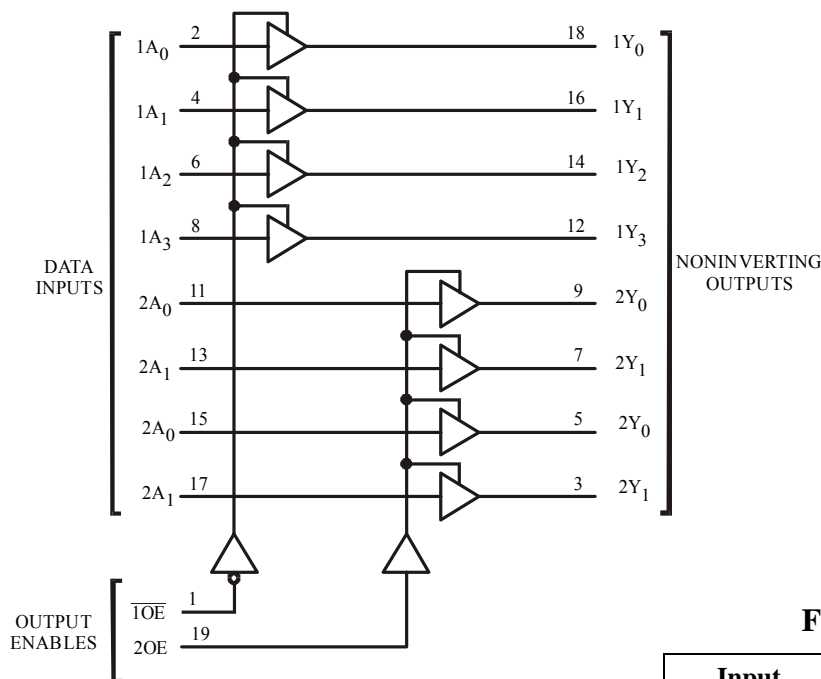 1A0 2 18 1Y0
1A1 4 16 1Y1
1A2 6 14 1Y2
1A3 8 12 1Y3
DATA
INPUTS
NONINVERTING
OUTPUTS
2A0 11 9 2Y0
2A1 13 7 2Y1
2A0 15 5 2Y0
2A1 17 3 2Y1
OUTPUT
ENABLES
1OE 1
2OE 19
F
Input